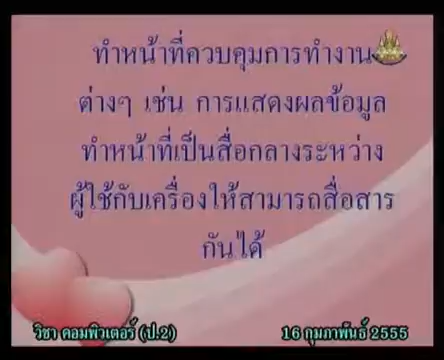 ทำหน้าที่ควบคุมการทำงาน
ต่างๆ เช่น การแสดงผลข้อมูล
ทำหน้าที่เป็นสื่อกลางระหว่าง
ผู้ใช้กับเครื่องให้สามารถสื่อสาร
กันได้
วิชา คอมพิวเตอร์ (ป.2) 16 กุมภาพันธ์ 2555